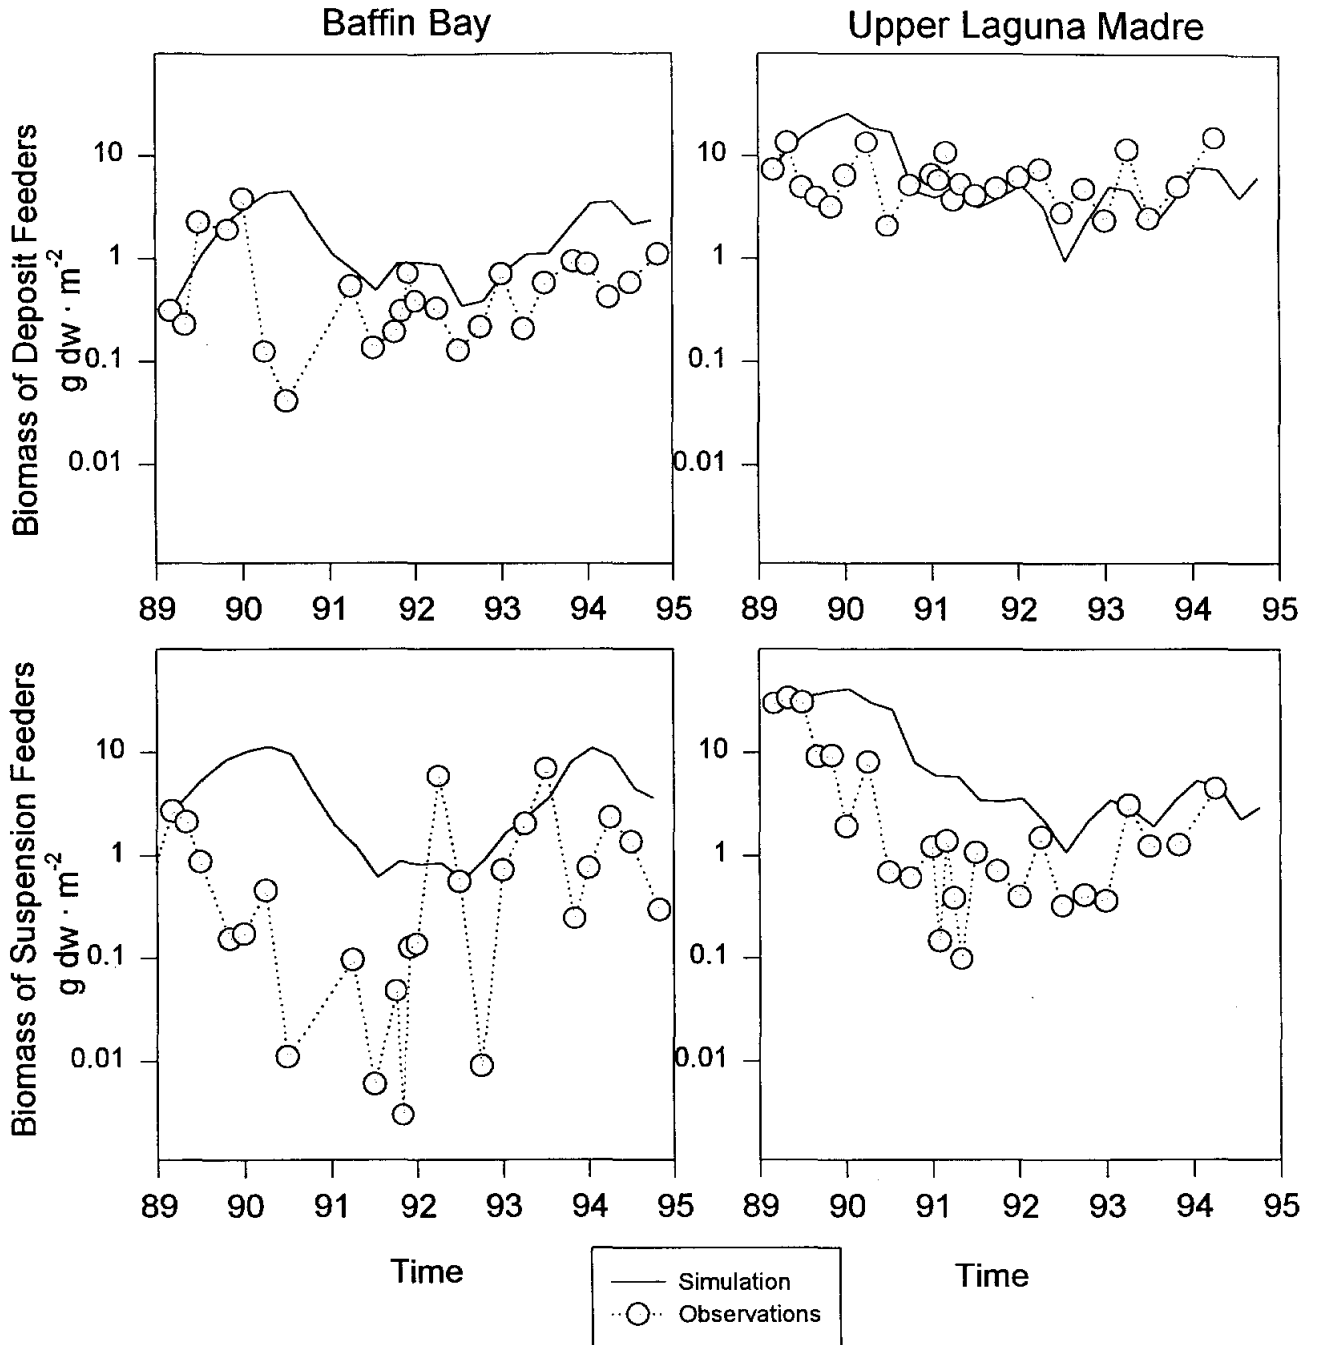 Baffin Bay
Upper Laguna Madre
Biomass of Deposit Feeders
g dw · m-2
10
1
0.1
0.01
89 90 91 92 93 94 95
10
1
0.1
0.01
89 90 91 92 93 94 95
Biomass of Suspension Feeders
g dw · m-2
10
1
0.1
0.01
89 90 91 92 93 94 95
Time
10
1
0.1
0.01
89 90 91 92 93 94 95
Time
Simulation
Observations